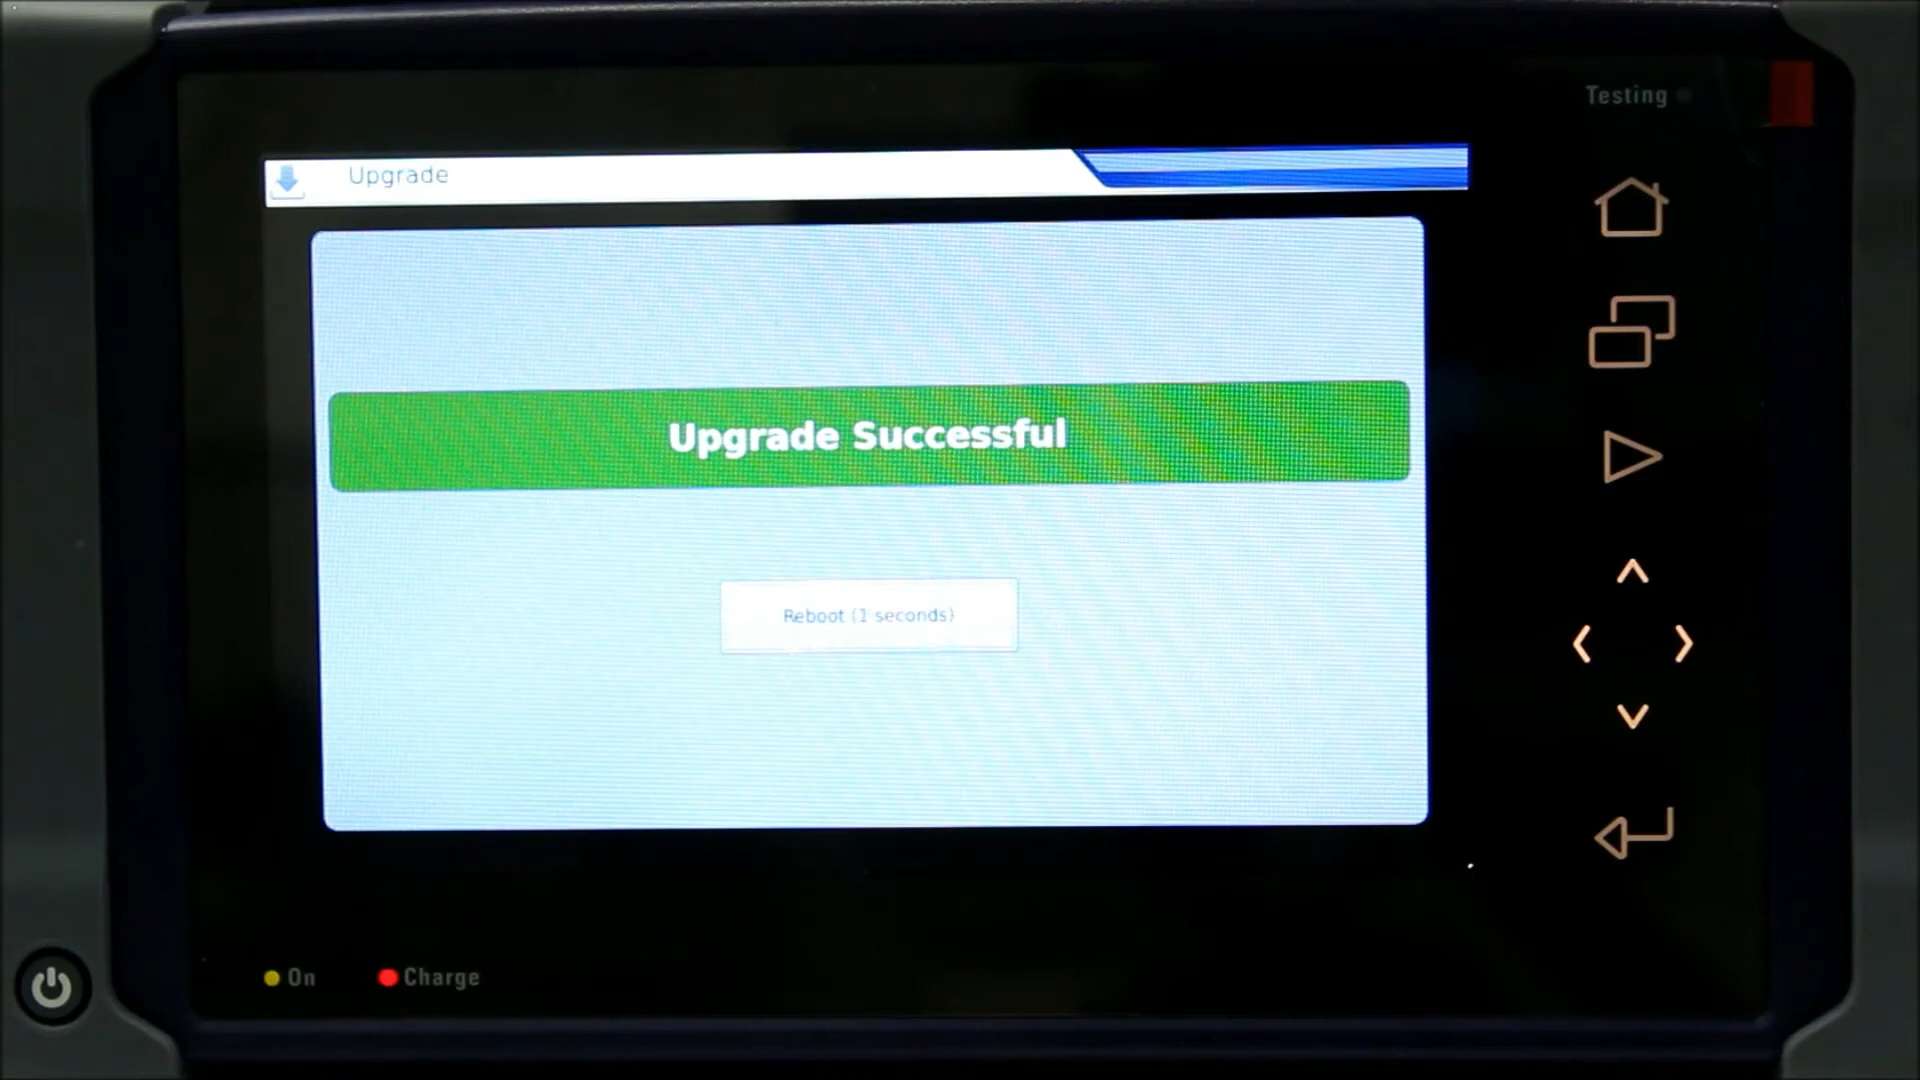 Testing
Upgrade
Upgrade Successful
Reboot (1 seconds)
On
Charge